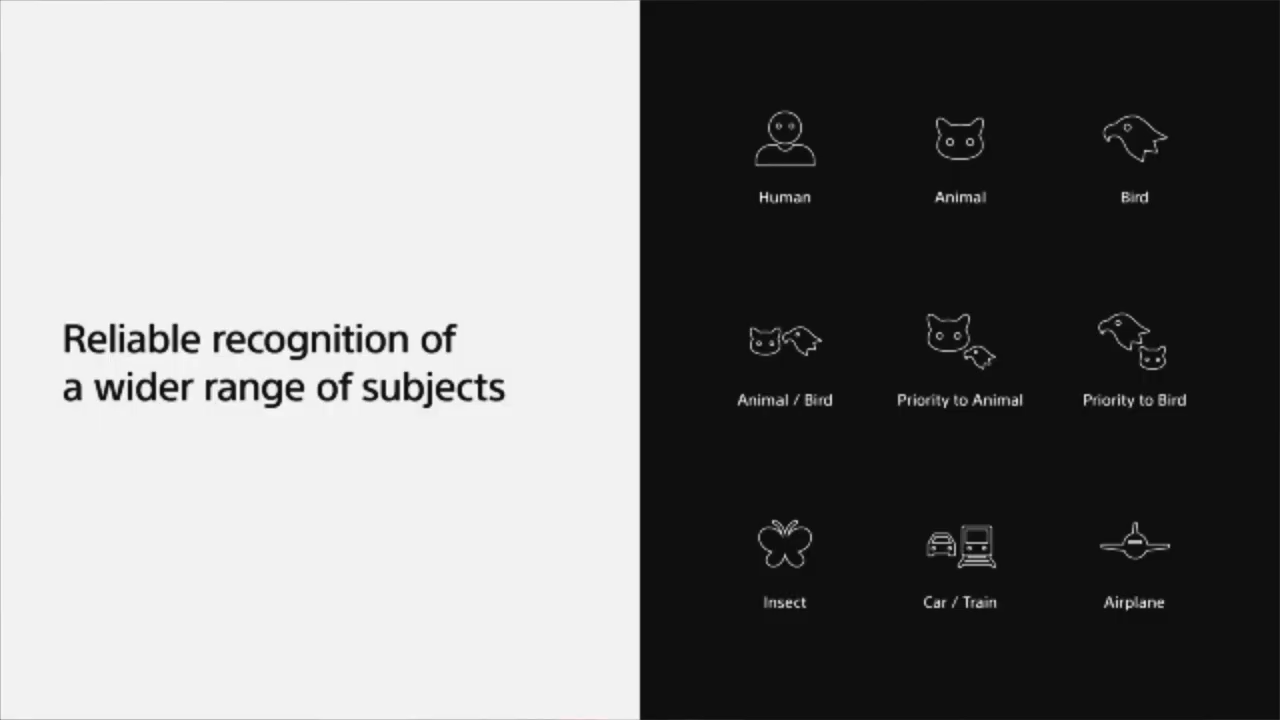 Reliable recognition of
a wider range of subjects
Human
Animal
Bird
Animal / Bird
Priority to Animal
Priority to Bird
Insect
Car / Train
Airplane